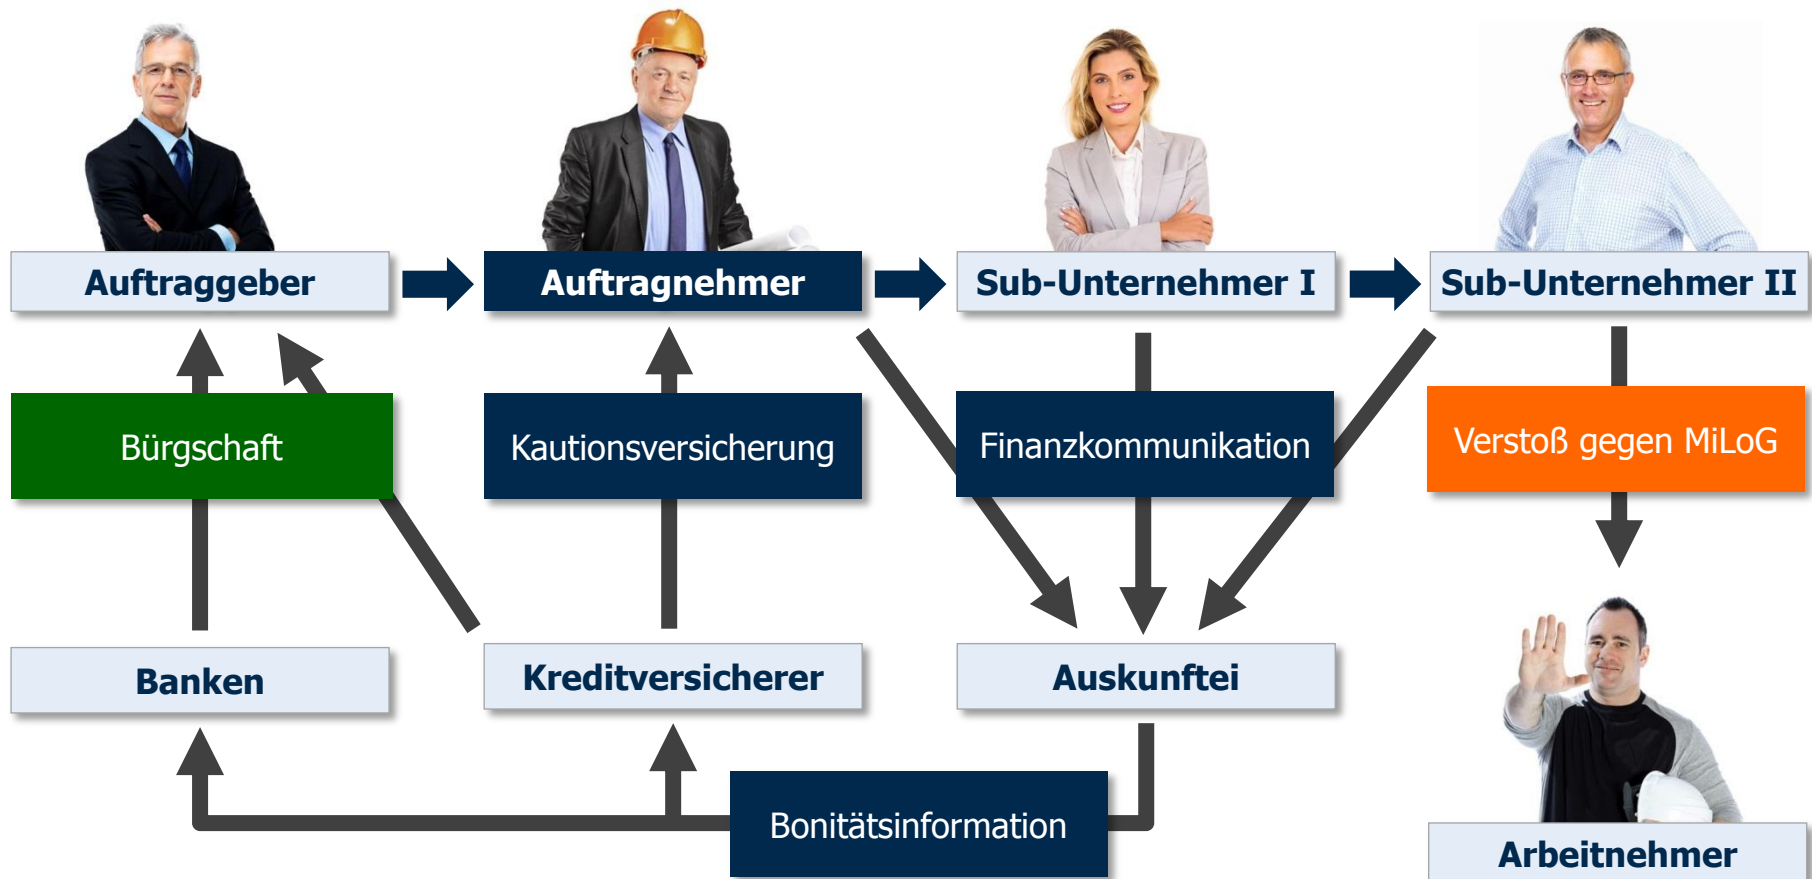 Auftraggeber
Auftragnehmer
Sub-Unternehmer I
Sub-Unternehmer II
Bürgschaft
Kautionsversicherung
Finanzkommunikation
Verstoß gegen MiLoG
Banken
Kreditversicherer
Auskunftei
Bonitätsinformation
Arbeitnehmer